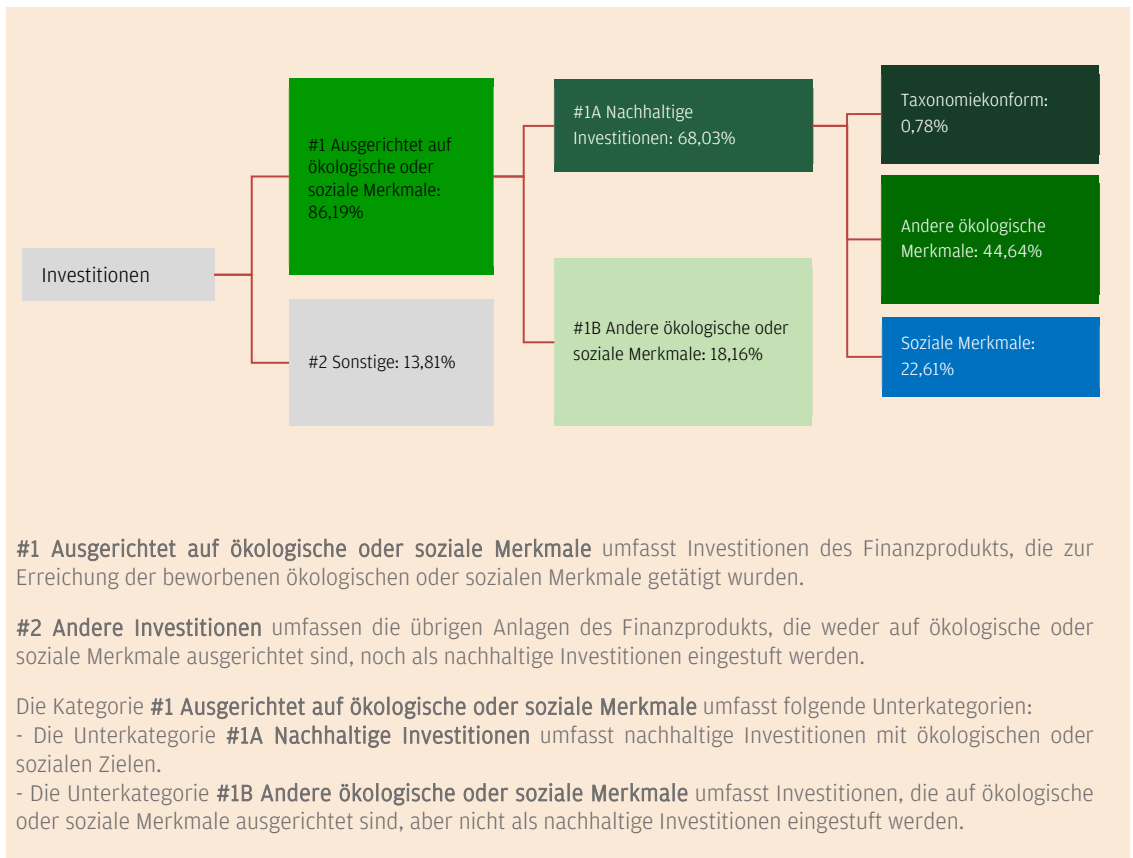 Investitionen
#1 Ausgerichtet auf
ökologische oder
soziale Merkmale:
86,19%
#2 Sonstige: 13,81%
#1A Nachhaltige
Investitionen: 68,03%
#1B Andere ökologische oder
soziale Merkmale: 18,16%
Taxonomiekonform:
0,78%
Andere ökologische
Merkmale: 44,64%
Soziale Merkmale:
22,61%
#1 Ausgerichtet auf ökologische oder soziale Merkmale umfasst Investitionen des Finanzprodukts, die zur
Erreichung der beworbenen ökologischen oder sozialen Merkmale getätigt wurden.
#2 Andere Investitionen umfassen die übrigen Anlagen des Finanzprodukts, die weder auf ökologische oder
soziale Merkmale ausgerichtet sind, noch als nachhaltige Investitionen eingestuft werden.
Die Kategorie #1 Ausgerichtet auf ökologische oder soziale Merkmale umfasst folgende Unterkategorien:
- Die Unterkategorie #1A Nachhaltige Investitionen umfasst nachhaltige Investitionen mit ökologischen oder
sozialen Zielen.
- Die Unterkategorie #1B Andere ökologische oder soziale Merkmale umfasst Investitionen, die auf ökologische
oder soziale Merkmale ausgerichtet sind, aber nicht als nachhaltige Investitionen eingestuft werden.